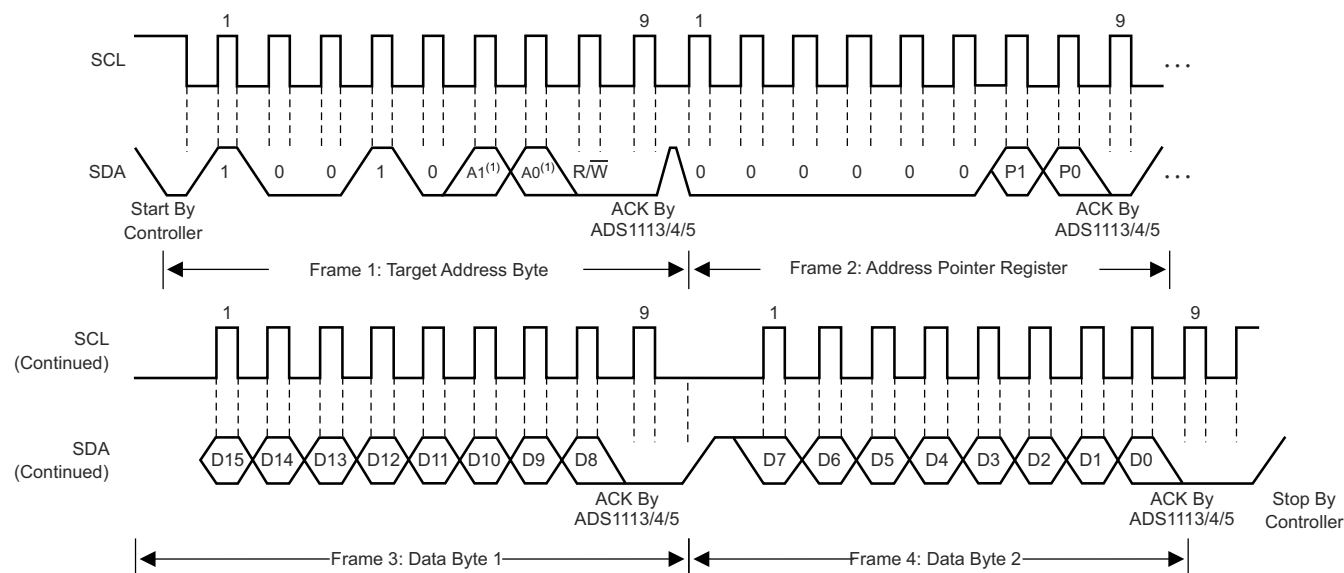 1 9 1 9
SCL ...
SDA 1 0 0 1 0 A1(1) A0(1) R/W̅ 0 0 0 0 0 0 P1 P0 ...
Start By Controller
ACK By ADS1113/4/5
ACK By ADS1113/4/5
Frame 1: Target Address Byte
Frame 2: Address Pointer Register
1 9 1 9
SCL (Continued)
SDA (Continued)
D15 D14 D13 D12 D11 D10 D9 D8 D7 D6 D5 D4 D3 D2 D1 D0
ACK By ADS1113/4/5
ACK By ADS1113/4/5
Stop By Controller
Frame 3: Data Byte 1
Frame 4: Data Byte 2